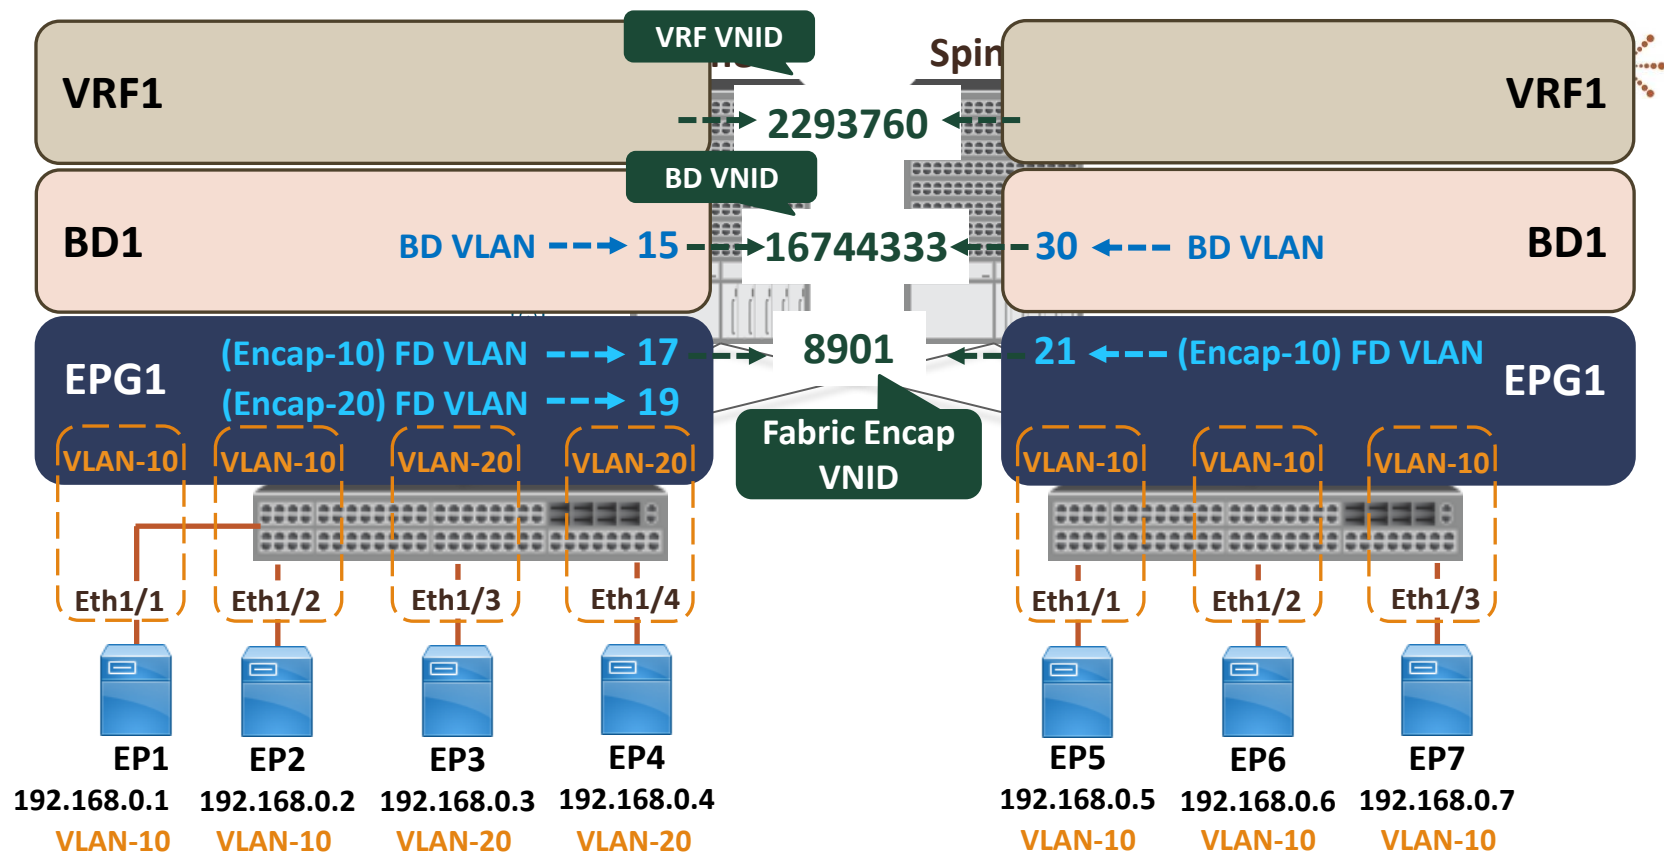 VRF VNID
Spin
VRF1
2293760
VRF1
BD VNID
BD1
BD VLAN
15
16744333
30
BD VLAN
BD1
(Encap-10) FD VLAN
17
8901
21
(Encap-10) FD VLAN
EPG1
(Encap-20) FD VLAN
19
EPG1
Fabric Encap
VNID
VLAN-10
VLAN-10
VLAN-20
VLAN-20
VLAN-10
VLAN-10
VLAN-10
Eth1/1
Eth1/2
Eth1/3
Eth1/4
Eth1/1
Eth1/2
Eth1/3
EP1
EP2
EP3
EP4
EP5
EP6
EP7
192.168.0.1
192.168.0.2
192.168.0.3
192.168.0.4
192.168.0.5
192.168.0.6
192.168.0.7
VLAN-10
VLAN-10
VLAN-20
VLAN-20
VLAN-10
VLAN-10
VLAN-10